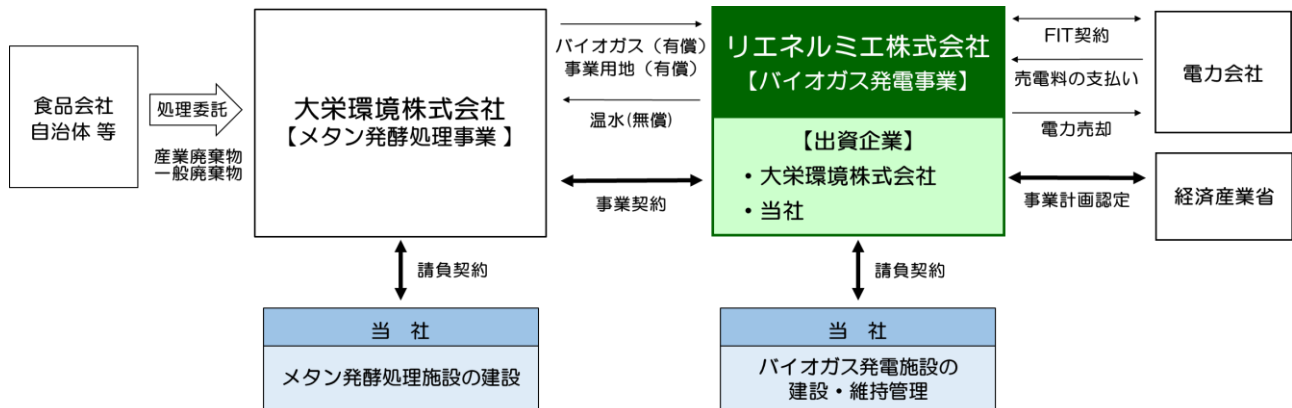 食品会社
自治体 等
処理委託
産業廃棄物
一般廃棄物
大栄環境株式会社
【メタン発酵処理事業 】
バイオガス（有償）
事業用地（有償）
温水(無償)
事業契約
リエネルミエ株式会社
【バイオガス発電事業】
【出資企業】
・大栄環境株式会社
・当社
FIT契約
売電料の支払い
電力売却
事業計画認定
電力会社
経済産業省
請負契約
請負契約
当　社
メタン発酵処理施設の建設
当　社
バイオガス発電施設の
建設・維持管理